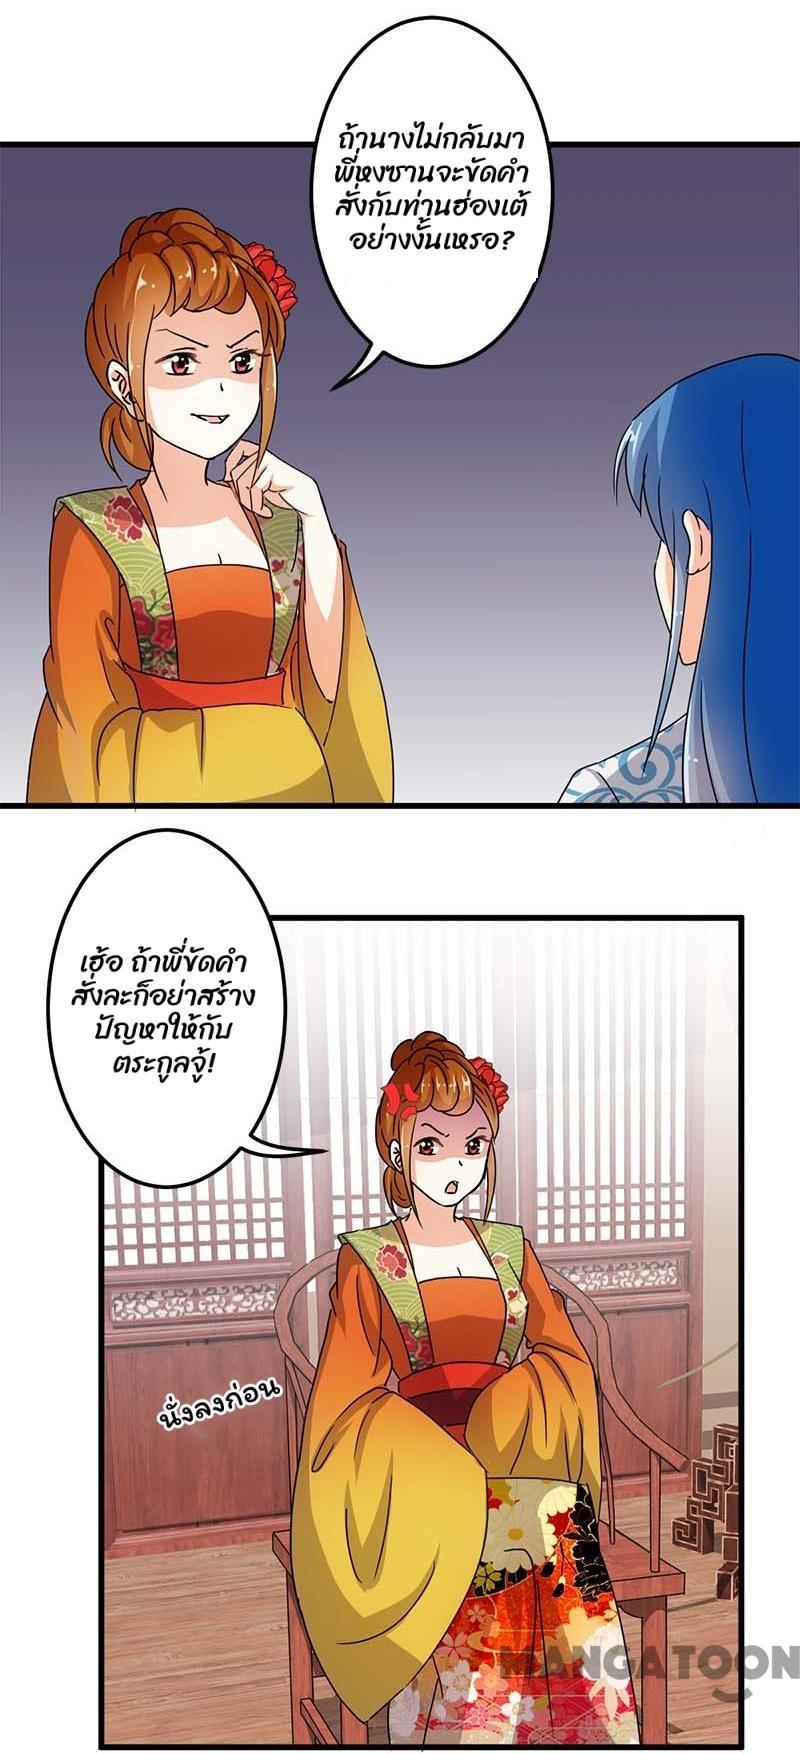 ถ้านางไม่กลับมา
พี่หงซานจะขัดคำ
สั่งกับท่านฮ่องเต้
อย่างงั้นเหรอ?
เฮ้อ ถ้าพี่ขัดคำ
สั่งละก็อย่าสร้าง
ปัญหาให้กับ
ตระกูลจู้!
นั่งลงก่อน
MANGATOON